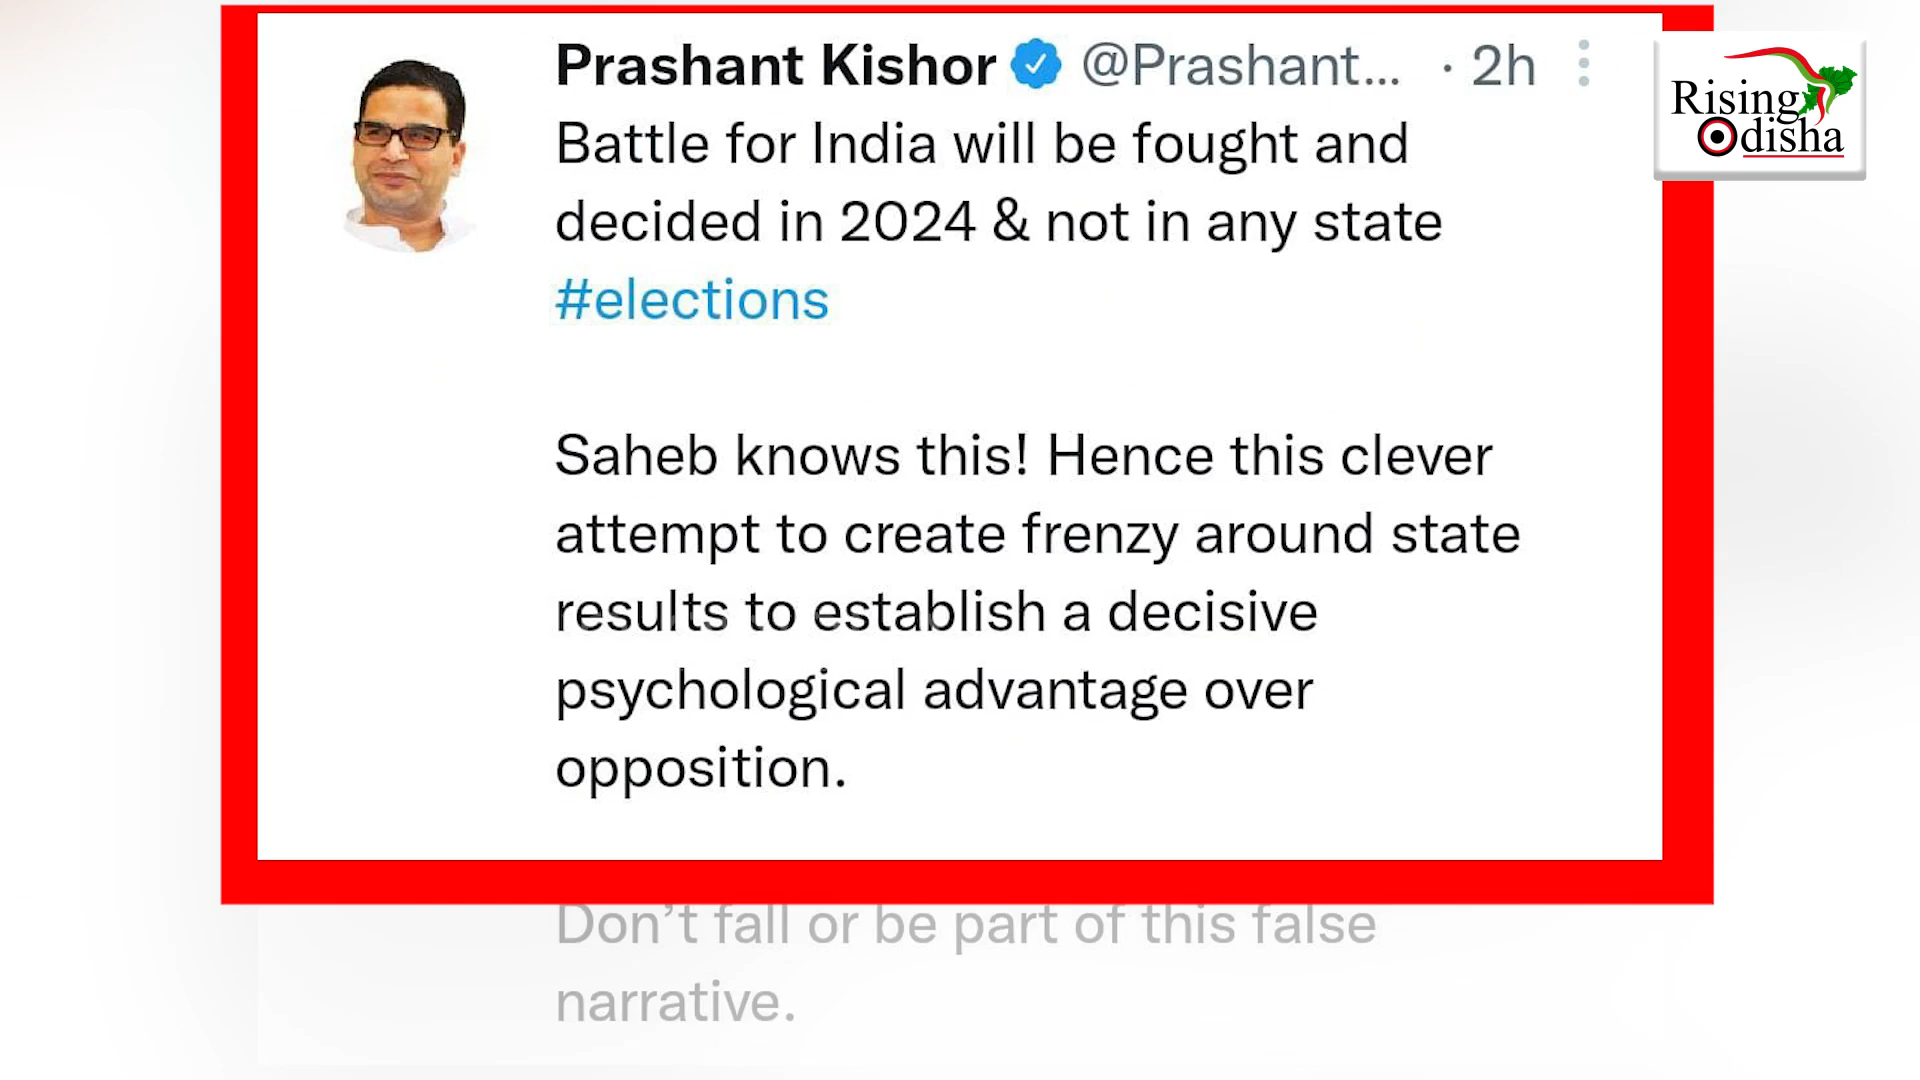 Prashant Kishor @Prashant... · 2h
Battle for India will be fought and
decided in 2024 & not in any state
#elections
Saheb knows this! Hence this clever
attempt to create frenzy around state
results to establish a decisive
psychological advantage over
opposition.
Don’t fall or be part of this false
narrative.
Rising
Odisha